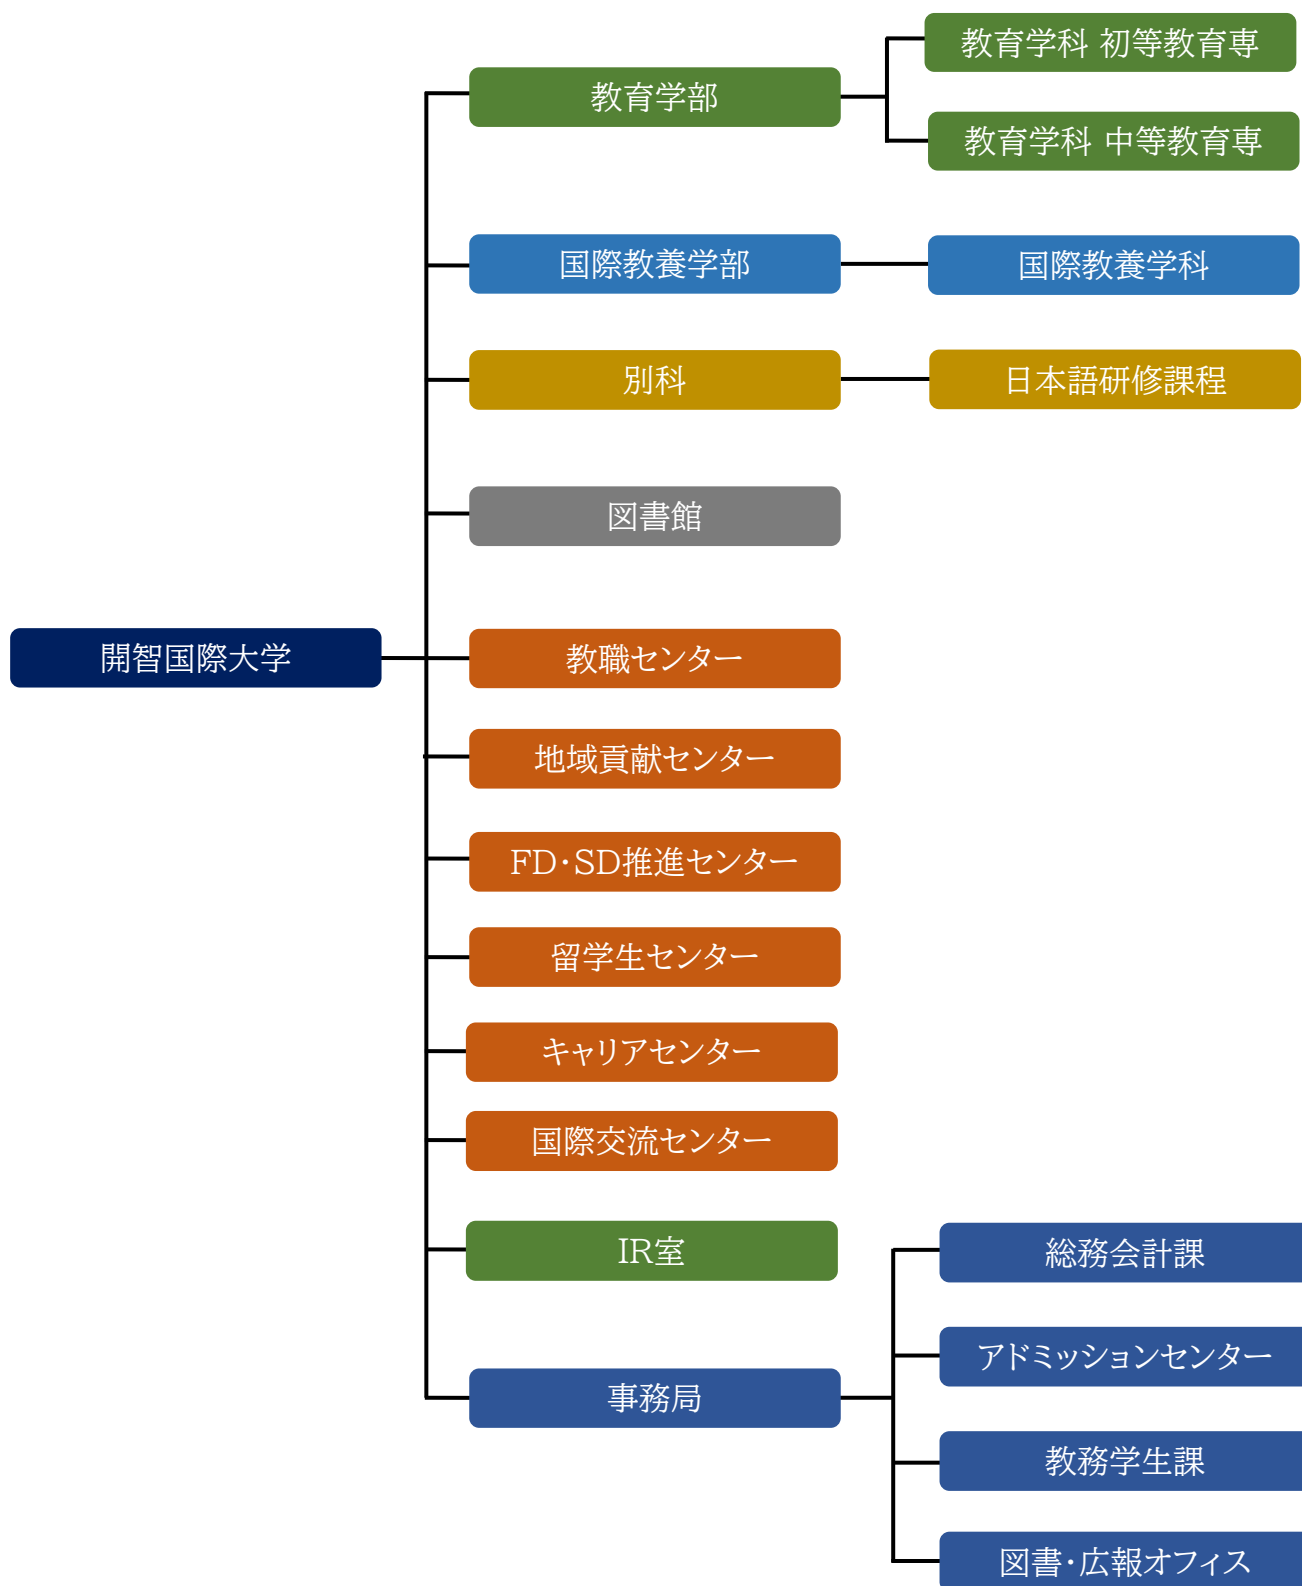 教育学科 初等教育専
教育学部
教育学科 中等教育専
国際教養学部
国際教養学科
別科
日本語研修課程
図書館
開智国際大学
教職センター
地域貢献センター
FD・SD推進センター
留学生センター
キャリアセンター
国際交流センター
IR室
総務会計課
アドミッションセンター
事務局
教務学生課
図書・広報オフィス